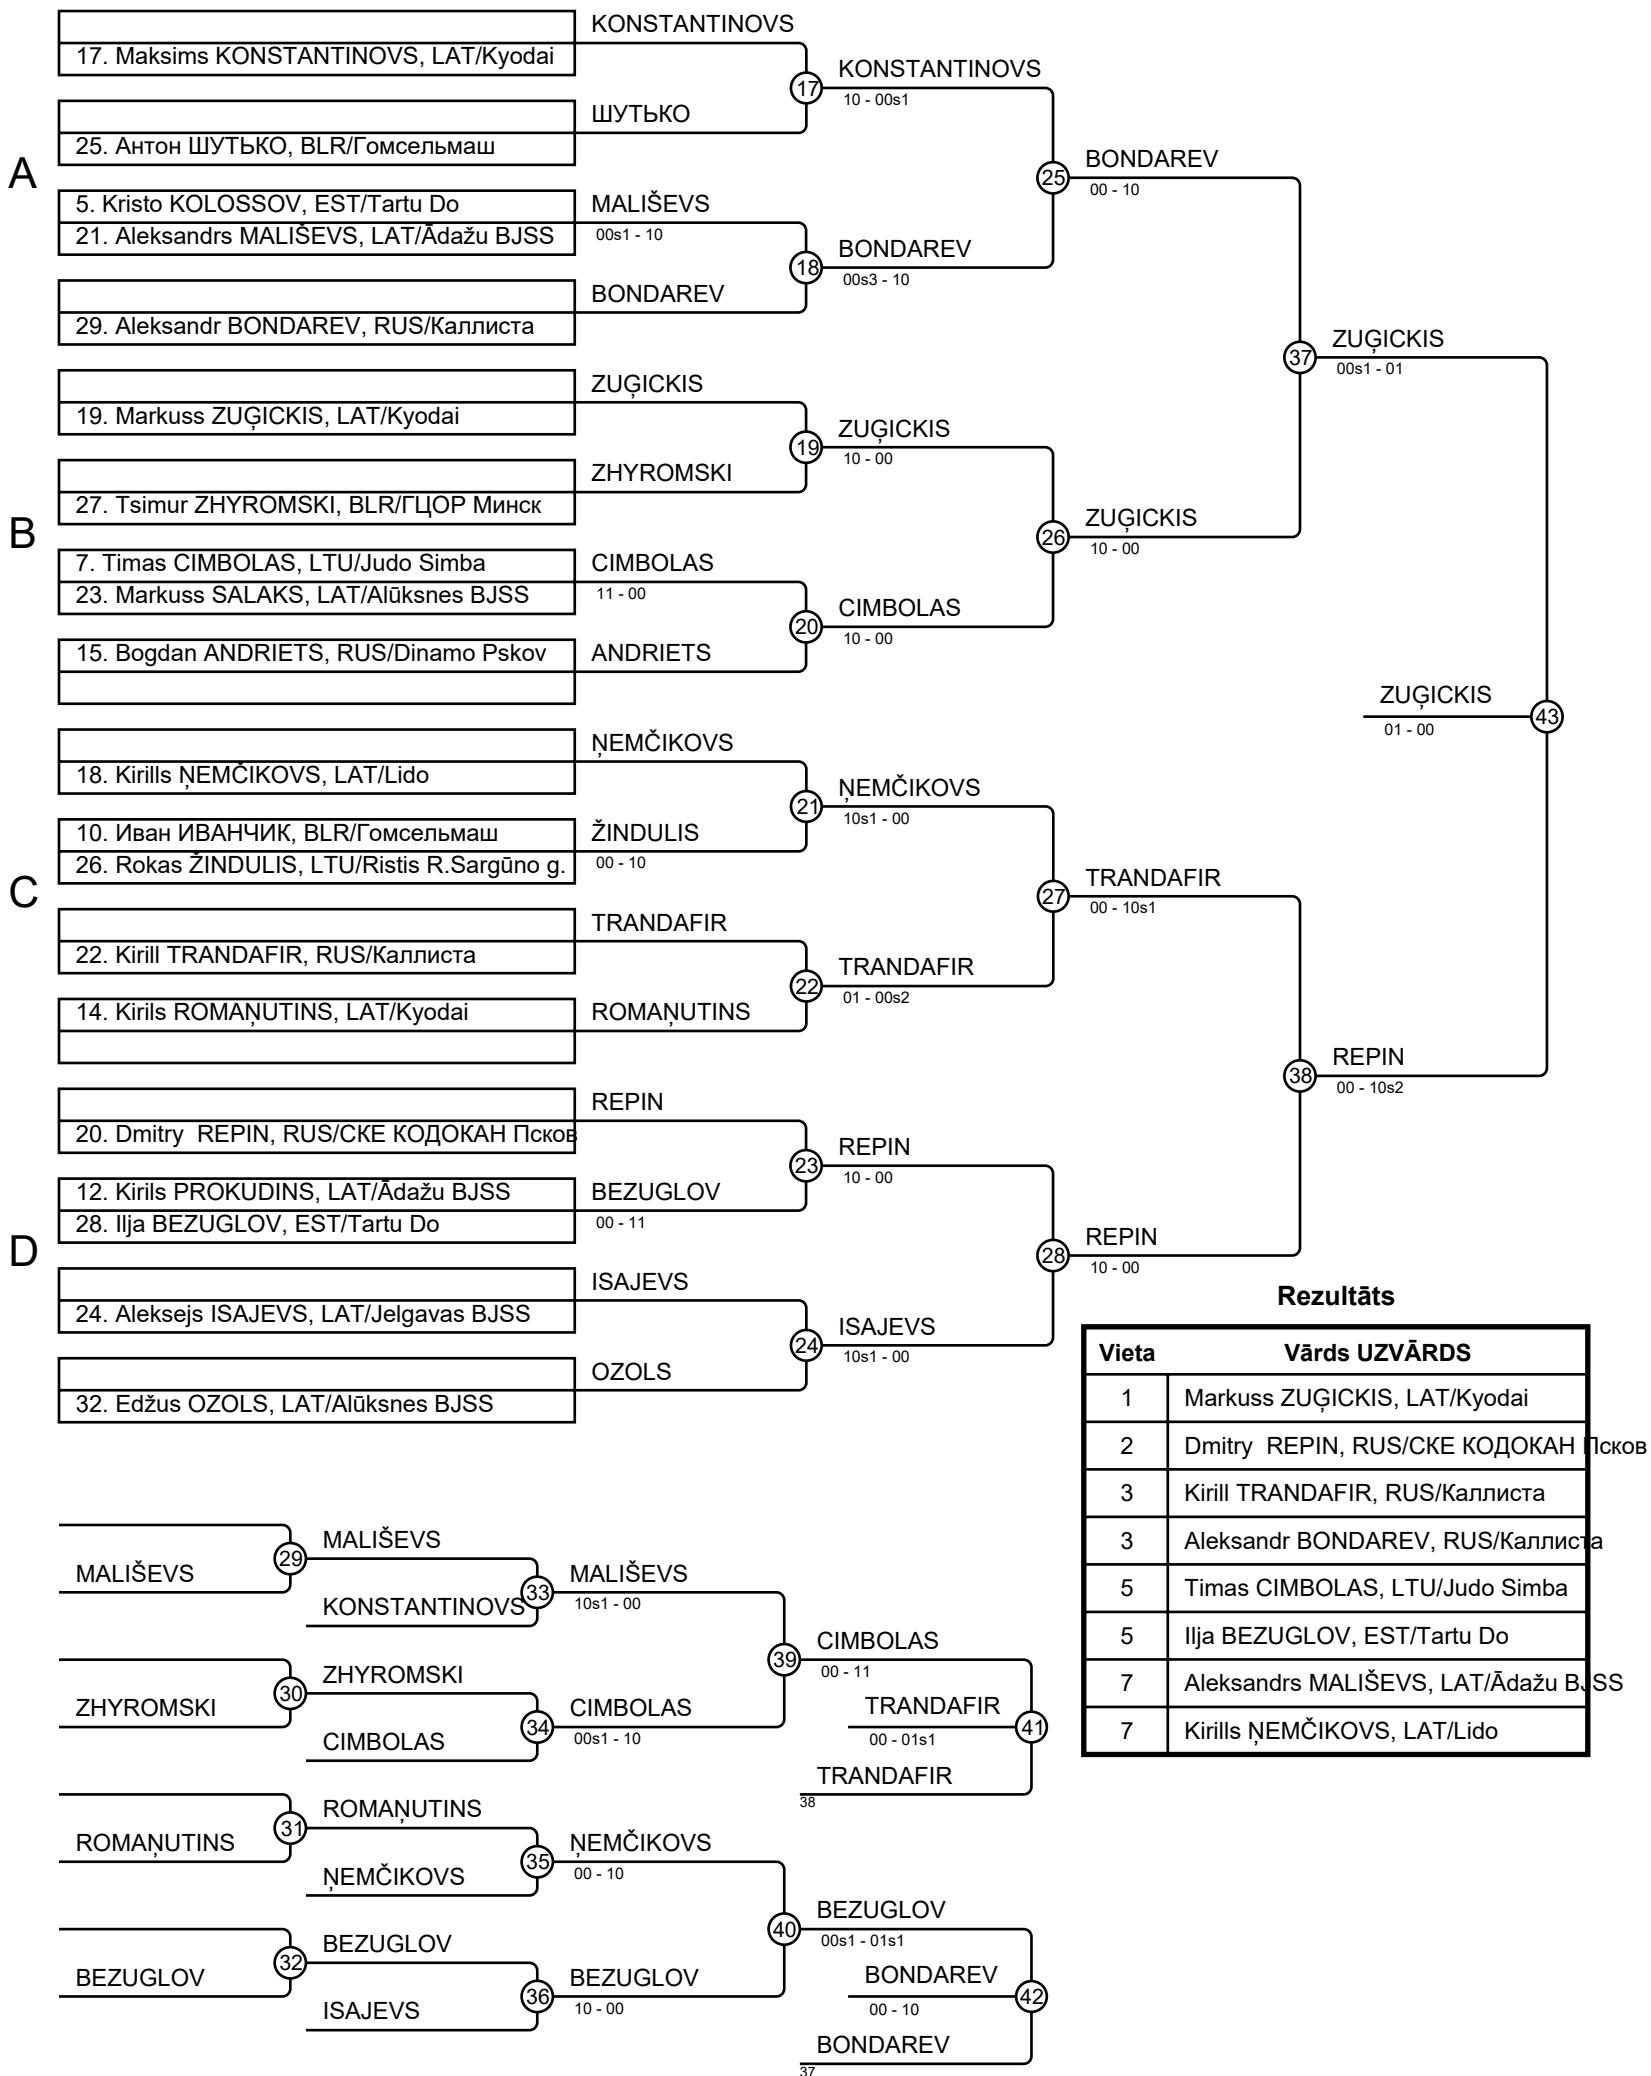 KONSTANTINOVS
17. Maksims KONSTANTINOVS, LAT/Kyodai
17
KONSTANTINOVS
10 - 00s1
ШУТЬКО
25. Антон ШУТЬКО, BLR/Гомсельмаш
A
25
BONDAREV
00 - 10
5. Kristo KOLOSSOV, EST/Tartu Do
21. Aleksandrs MALIŠEVS, LAT/Ādažu BJSS
MALIŠEVS
00s1 - 10
18
BONDAREV
00s3 - 10
BONDAREV
29. Aleksandr BONDAREV, RUS/Каллиста
37
ZUĢICKIS
00s1 - 01
ZUĢICKIS
19. Markuss ZUĢICKIS, LAT/Kyodai
19
ZUĢICKIS
10 - 00
ZHYROMSKI
27. Tsimur ZHYROMSKI, BLR/ГЦОР Минск
B
26
ZUĢICKIS
10 - 00
7. Timas CIMBOLAS, LTU/Judo Simba
23. Markuss SALAKS, LAT/Alūksnes BJSS
CIMBOLAS
11 - 00
20
CIMBOLAS
10 - 00
15. Bogdan ANDRIETS, RUS/Dinamo Pskov
ANDRIETS
ZUĢICKIS
01 - 00
43
ŅEMČIKOVS
18. Kirills ŅEMČIKOVS, LAT/Lido
21
ŅEMČIKOVS
10s1 - 00
10. Иван ИВАНЧИК, BLR/Гомсельмаш
26. Rokas ŽINDULIS, LTU/Ristis R.Sargūno g.
ŽINDULIS
00 - 10
C
27
TRANDAFIR
00 - 10s1
TRANDAFIR
22. Kirill TRANDAFIR, RUS/Каллиста
22
TRANDAFIR
01 - 00s2
14. Kirils ROMAŅUTINS, LAT/Kyodai
ROMAŅUTINS
38
REPIN
00 - 10s2
REPIN
20. Dmitry  REPIN, RUS/СКЕ КОДОКАН Псков
23
REPIN
10 - 00
12. Kirils PROKUDINS, LAT/Ādažu BJSS
28. Ilja BEZUGLOV, EST/Tartu Do
BEZUGLOV
00 - 11
D
28
REPIN
10 - 00
ISAJEVS
24. Aleksejs ISAJEVS, LAT/Jelgavas BJSS
24
ISAJEVS
10s1 - 00
OZOLS
32. Edžus OZOLS, LAT/Alūksnes BJSS
Rezultāts
Vieta Vārds UZVĀRDS
1 Markuss ZUĢICKIS, LAT/Kyodai
2 Dmitry  REPIN, RUS/СКЕ КОДОКАН Псков
3 Kirill TRANDAFIR, RUS/Каллиста
3 Aleksandr BONDAREV, RUS/Каллиста
5 Timas CIMBOLAS, LTU/Judo Simba
5 Ilja BEZUGLOV, EST/Tartu Do
7 Aleksandrs MALIŠEVS, LAT/Ādažu BJSS
7 Kirills ŅEMČIKOVS, LAT/Lido
MALIŠEVS
29
MALIŠEVS
KONSTANTINOVS
33
MALIŠEVS
10s1 - 00
ZHYROMSKI
30
ZHYROMSKI
CIMBOLAS
34
CIMBOLAS
00s1 - 10
39
CIMBOLAS
00 - 11
TRANDAFIR
00 - 01s1
41
TRANDAFIR
38
ROMAŅUTINS
31
ROMAŅUTINS
ŅEMČIKOVS
35
ŅEMČIKOVS
00 - 10
BEZUGLOV
32
BEZUGLOV
ISAJEVS
36
BEZUGLOV
10 - 00
40
BEZUGLOV
00s1 - 01s1
BONDAREV
00 - 10
42
BONDAREV
37